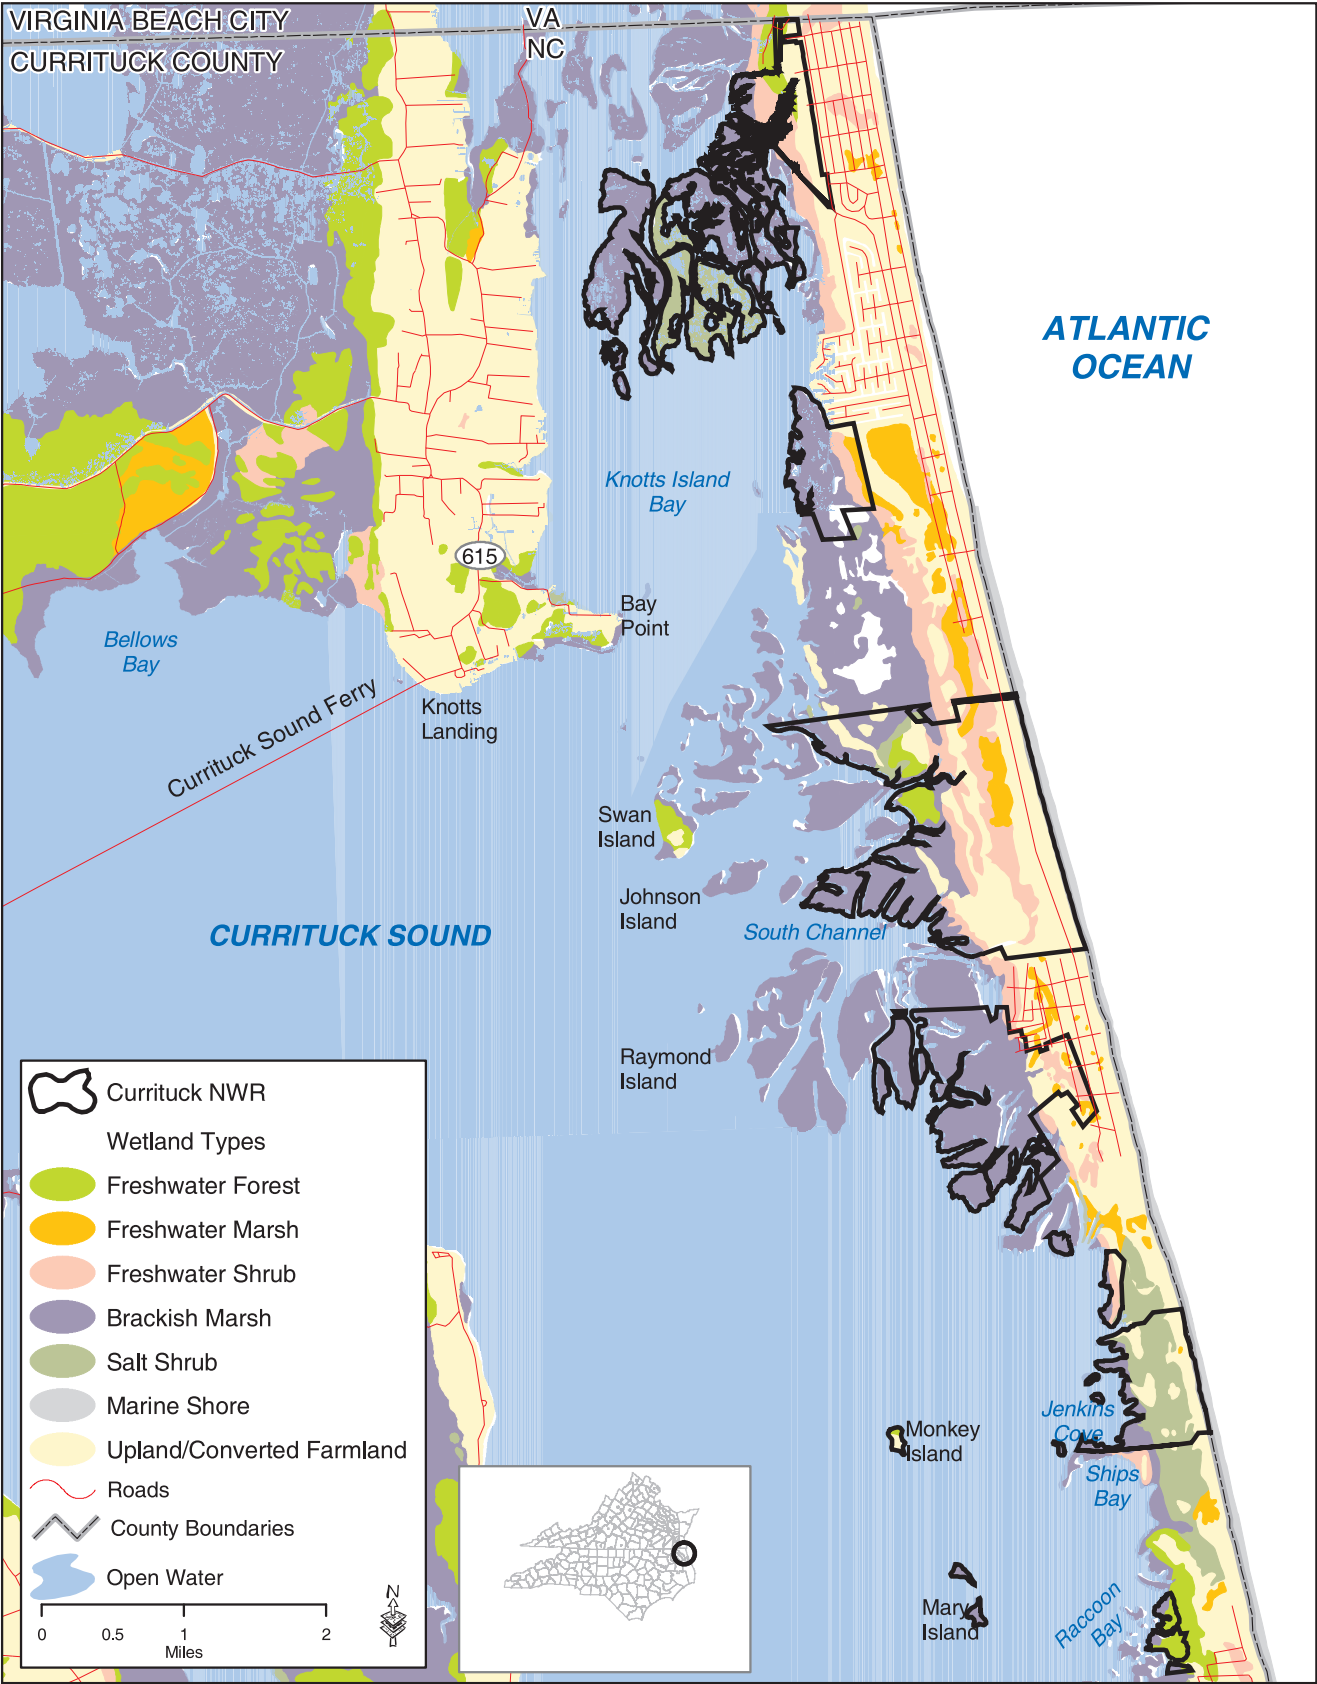 VIRGINIA BEACH CITY
VA
CURRITUCK COUNTY
NC
ATLANTIC
OCEAN
Knotts Island
Bay
615
Bay
Point
Bellows
Bay
Knotts
Landing
Currituck Sound Ferry
Swan
Island
Johnson
Island
CURRITUCK SOUND
South Channel
Raymond
Island
Currituck NWR
Wetland Types
Freshwater Forest
Freshwater Marsh
Freshwater Shrub
Brackish Marsh
Salt Shrub
Marine Shore
Upland/Converted Farmland
Roads
County Boundaries
Open Water
N
0 0.5 1 2
Miles
Jenkins
Cove
Monkey
Island
Ships
Bay
Mary
Island
Raccoon
Bay